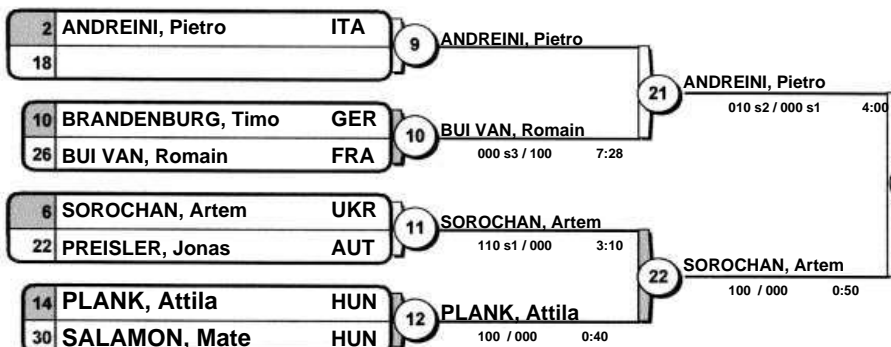 2 ANDREINI, Pietro ITA
18
9 ANDREINI, Pietro
10 BRANDENBURG, Timo GER
26 BUI VAN, Romain FRA
10 BUI VAN, Romain
000 s3 / 100 7:28
21 ANDREINI, Pietro
010 s2 / 000 s1 4:00
6 SOROCHAN, Artem UKR
22 PREISLER, Jonas AUT
11 SOROCHAN, Artem
110 s1 / 000 3:10
14 PLANK, Attila HUN
30 SALAMON, Mate HUN
12 PLANK, Attila
100 / 000 0:40
22 SOROCHAN, Artem
100 / 000 0:50